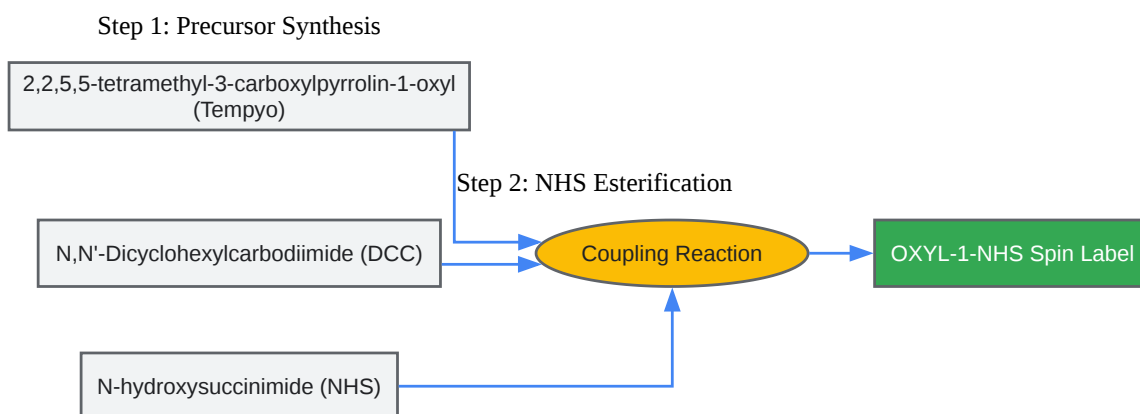 Step 1: Precursor Synthesis
2,2,5,5-tetramethyl-3-carboxylpyrrolin-1-oxyl
(Tempyo)
Step 2: NHS Esterification
N,N'-Dicyclohexylcarbodiimide (DCC)
Coupling Reaction
OXYL-1-NHS Spin Label
N-hydroxysuccinimide (NHS)